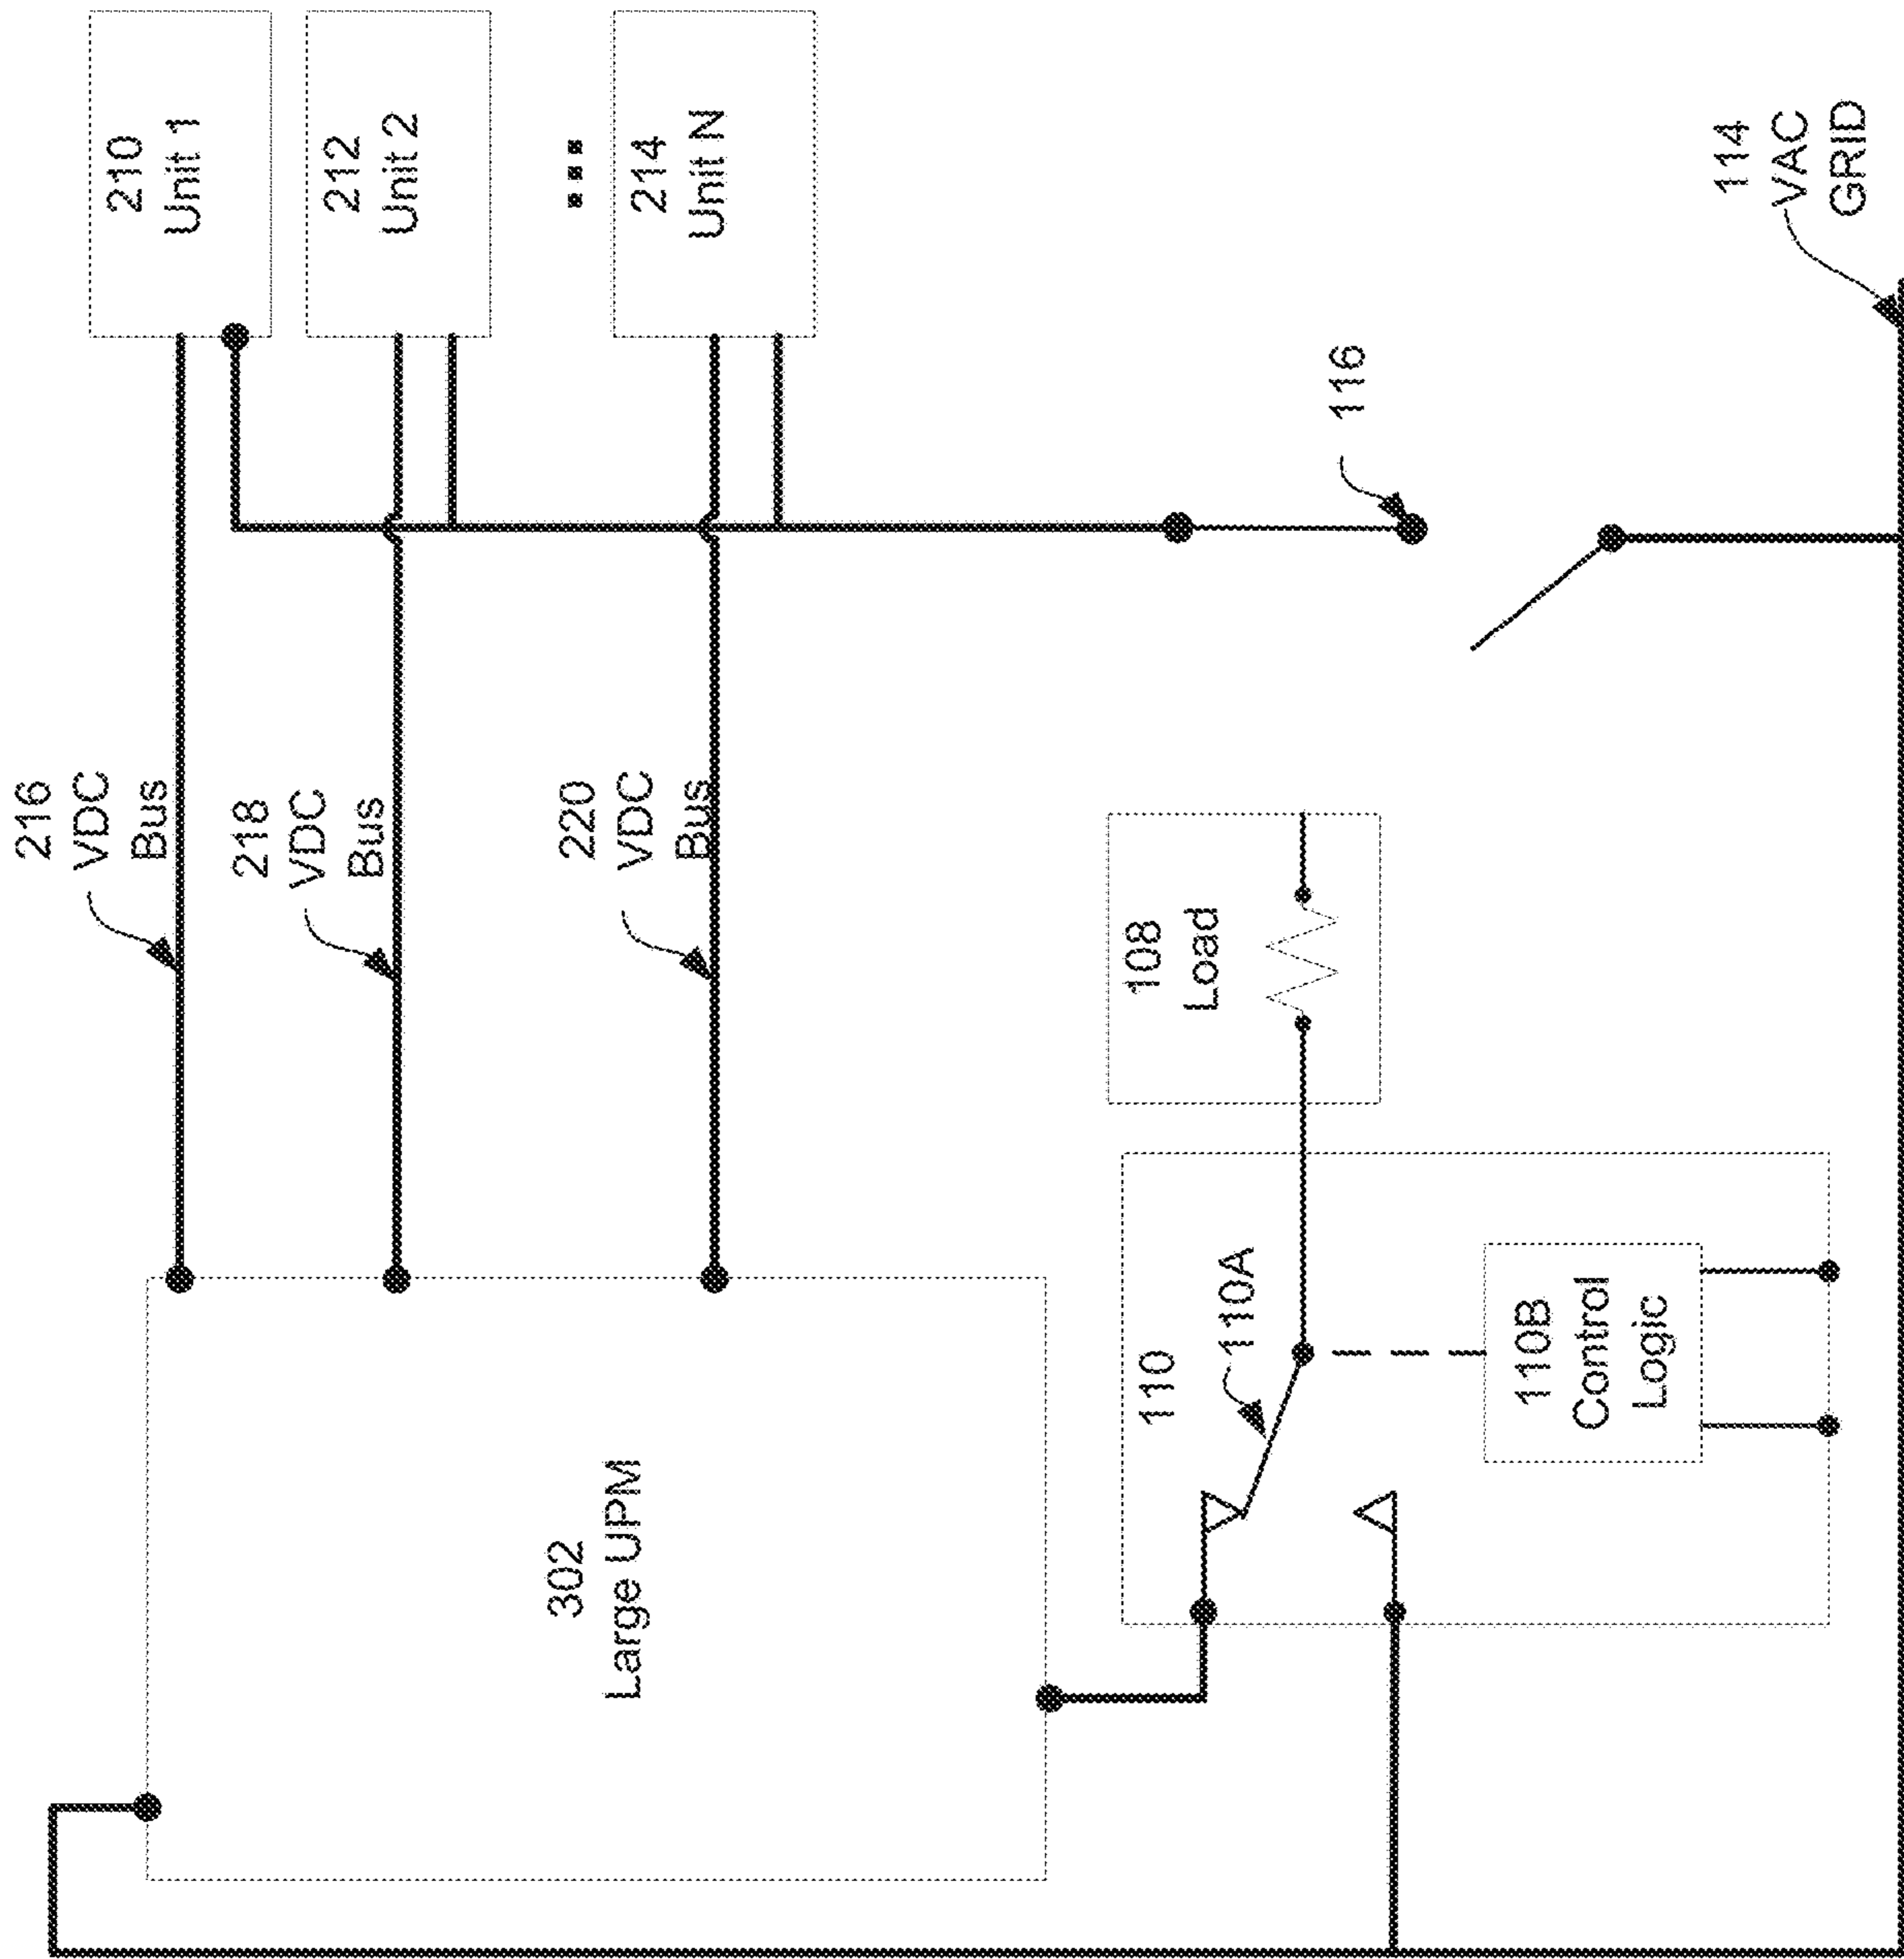 210
Unit 1
212
Unit 2
...
214
Unit N
216
VDC
Bus
218
VDC
Bus
220
VDC
Bus
302
Large UPM
108
Load
110
110A
110B
Control
Logic
116
114
VAC
GRID